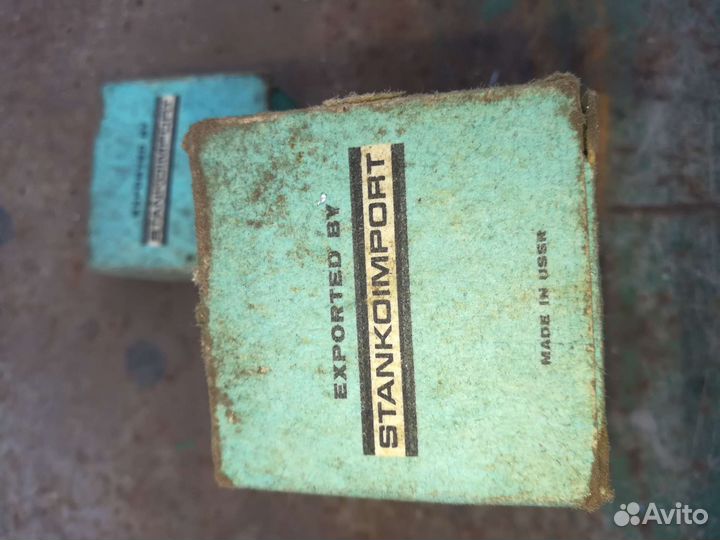 EXPORTED BY
STANKOIMPORT
MADE IN USSR
EXPORTED BY
STANKOIMPORT
Avito